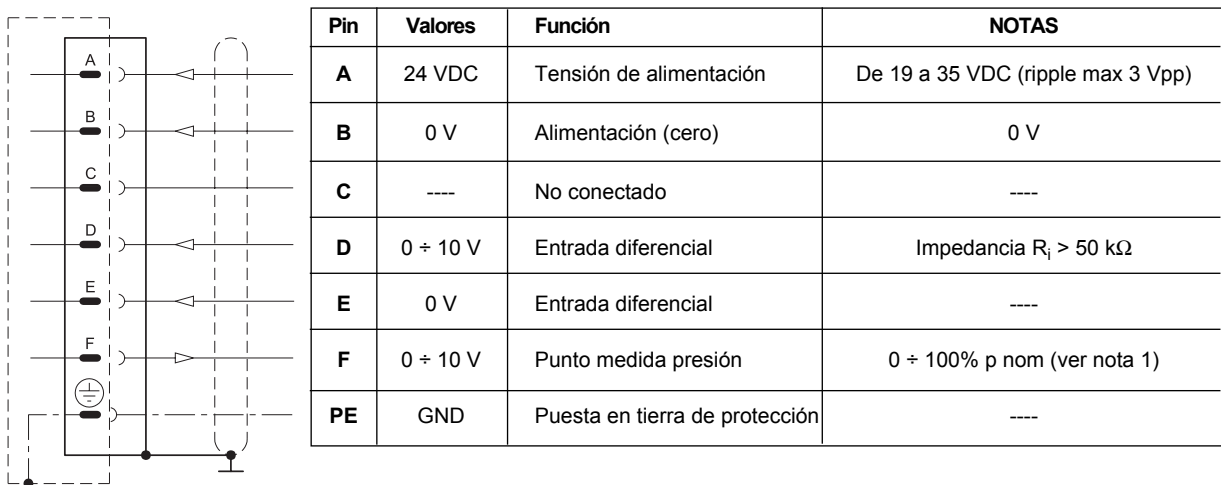 A
B
C
D
E
F
Pin Valores Función NOTAS
A 24 VDC Tensión de alimentación De 19 a 35 VDC (ripple max 3 Vpp)
B 0 V Alimentación (cero) 0 V
C ---- No conectado ----
D 0 ÷ 10 V Entrada diferencial Impedancia Ri > 50 kΩ
E 0 V Entrada diferencial ----
F 0 ÷ 10 V Punto medida presión 0 ÷ 100% p nom (ver nota 1)
PE GND Puesta en tierra de protección ----